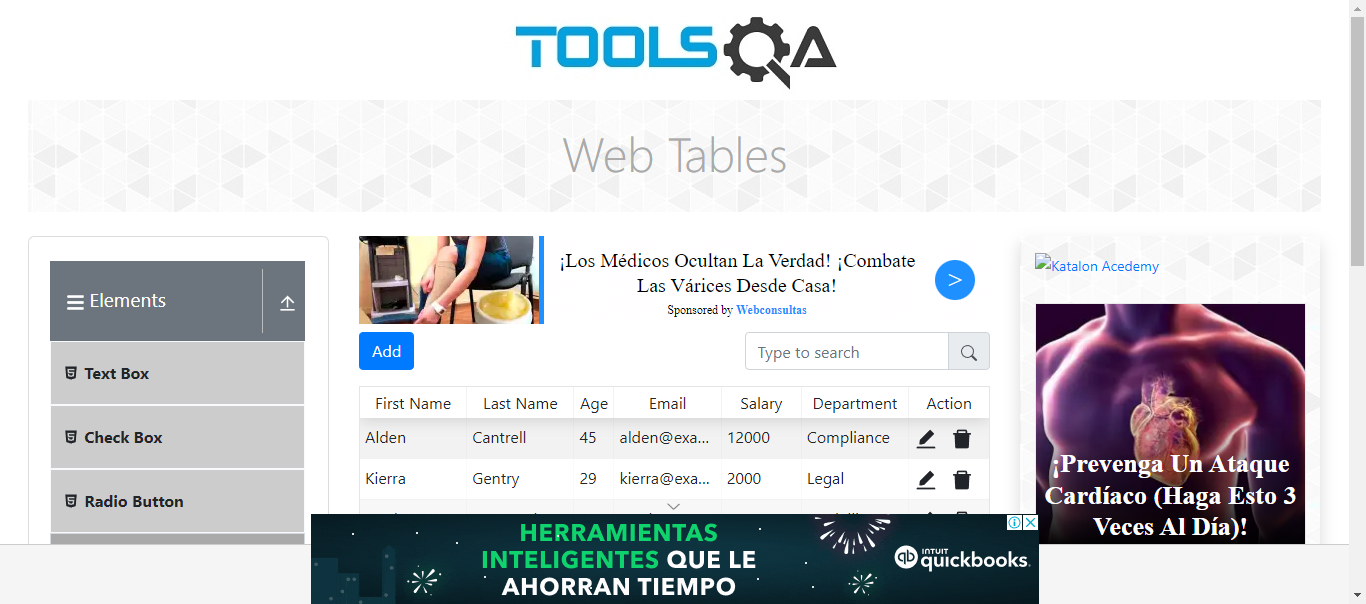 TOOLSQA
Web Tables
Elements
Text Box
Check Box
Radio Button
¡Los Médicos Ocultan La Verdad! ¡Combate
Las Várices Desde Casa!
Sponsored by Webconsultas
>
Add
Type to search
First Name Last Name Age Email Salary Department Action
Alden Cantrell 45 alden@exa... 12000 Compliance
Kierra Gentry 29 kierra@exa... 2000 Legal
Katalon Acedemy
¡Prevenga Un Ataque
Cardíaco (Haga Esto 3
Veces Al Día)!
HERRAMIENTAS
INTELIGENTES QUE LE
AHORRAN TIEMPO
INTUIT
quickbooks.